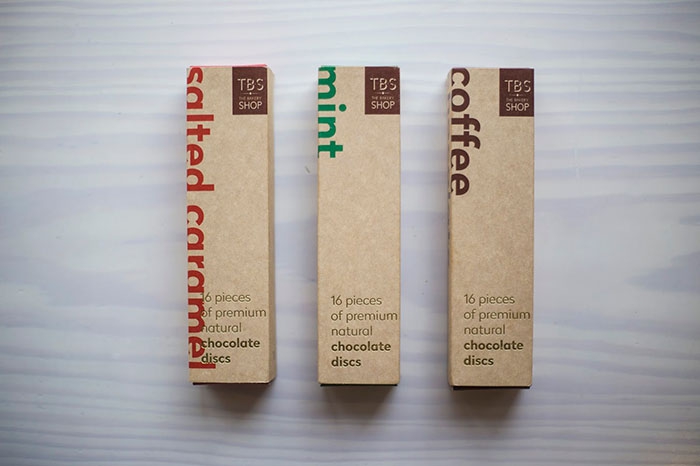 salted caramel
TBS
THE BAKERY
SHOP
16 pieces
of premium
natural
chocolate
discs
mint
TBS
THE BAKERY
SHOP
16 pieces
of premium
natural
chocolate
discs
coffee
TBS
THE BAKERY
SHOP
16 pieces
of premium
natural
chocolate
discs